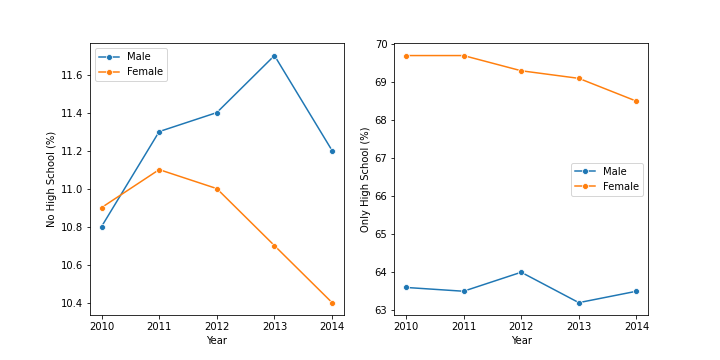 Male
Female
11.6
11.4
11.2
11.0
10.8
10.6
10.4
No High School (%)
2010 2011 2012 2013 2014
Year
70
69
68
67
66
65
64
63
Only High School (%)
Male
Female
2010 2011 2012 2013 2014
Year